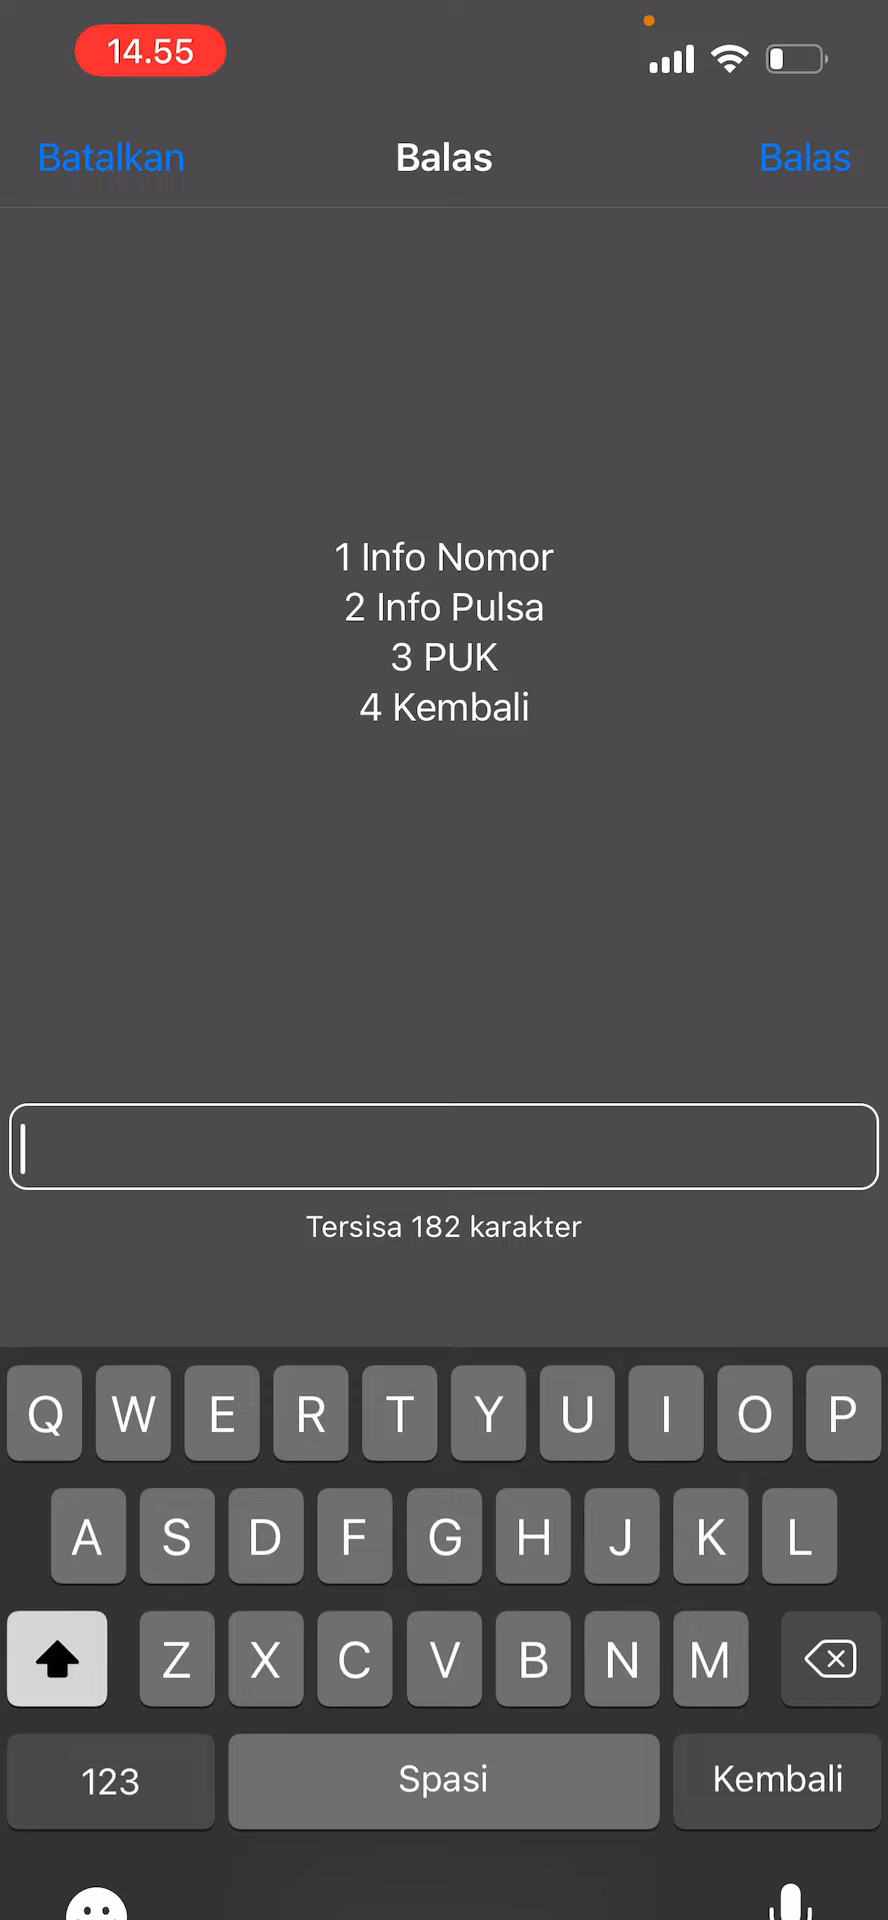 14.55
Batalkan Balas Balas
1 Info Nomor
2 Info Pulsa
3 PUK
4 Kembali
Tersisa 182 karakter
Q W E R T Y U I O P
A S D F G H J K L
Z X C V B N M
123 Spasi Kembali